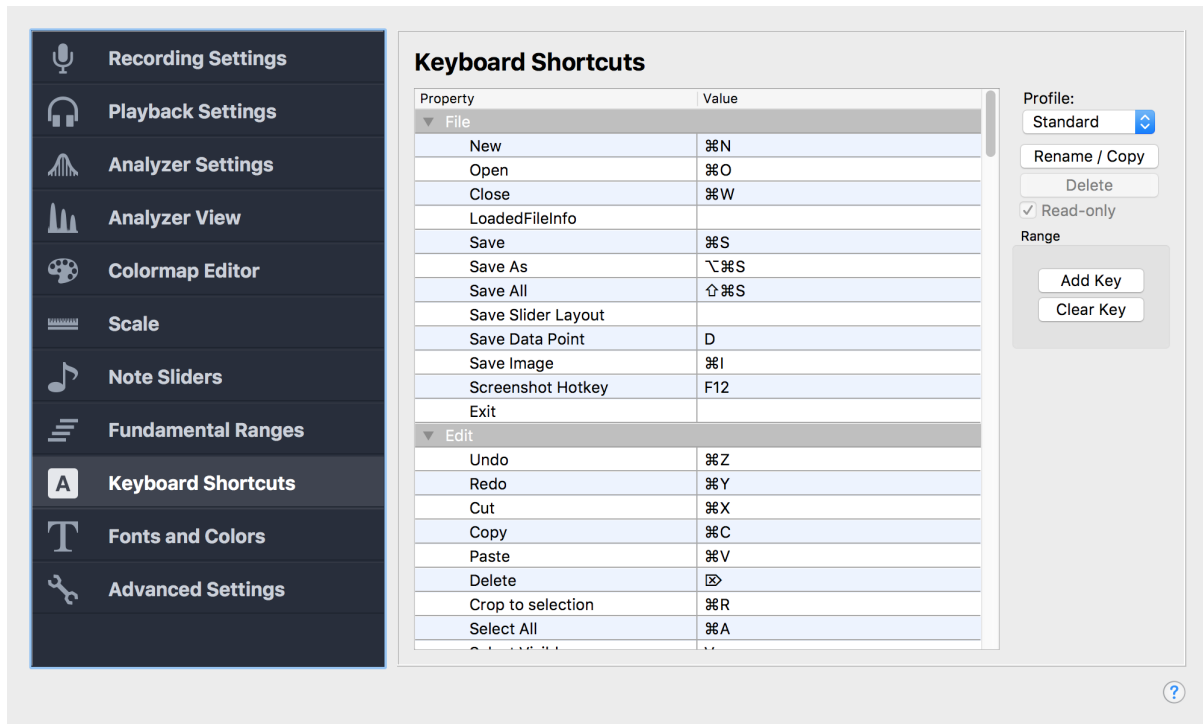 Recording Settings
Playback Settings
Analyzer Settings
Analyzer View
Colormap Editor
Scale
Note Sliders
Fundamental Ranges
A Keyboard Shortcuts
T Fonts and Colors
Advanced Settings
Keyboard Shortcuts
Property Value
▼ File
New ⌘N
Open ⌘O
Close ⌘W
LoadedFileInfo
Save ⌘S
Save As ⌥⌘S
Save All ⇧⌘S
Save Slider Layout
Save Data Point D
Save Image ⌘I
Screenshot Hotkey F12
Exit
▼ Edit
Undo ⌘Z
Redo ⌘Y
Cut ⌘X
Copy ⌘C
Paste ⌘V
Delete ⌦
Crop to selection ⌘R
Select All ⌘A
Profile:
Standard
Rename / Copy
Delete
✓ Read-only
Range
Add Key
Clear Key
?